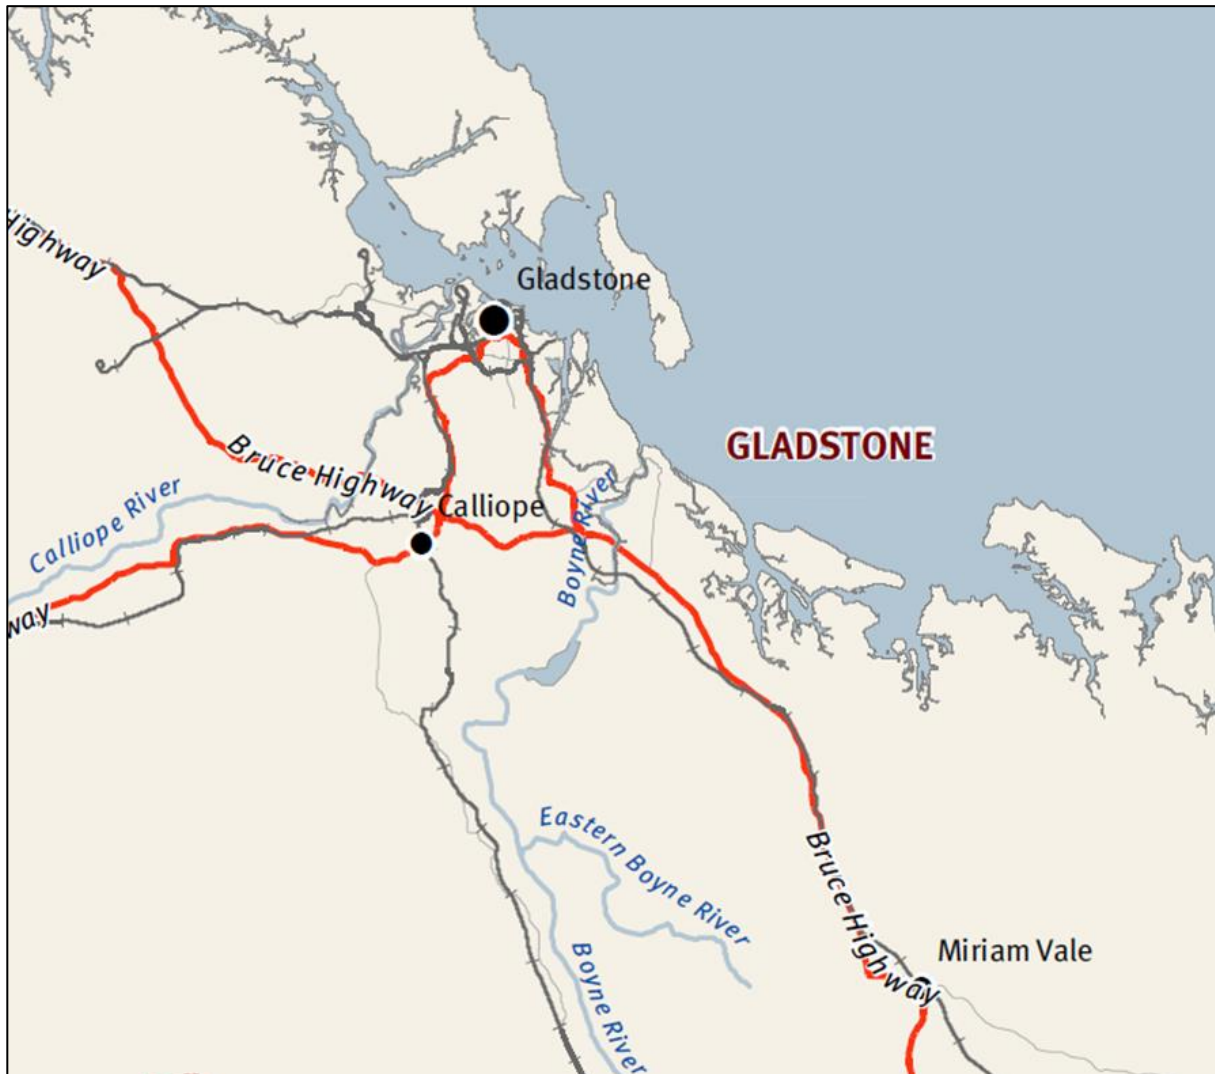 Highway
Gladstone
GLADSTONE
Bruce Highway
Calliope
Calliope River
Boyne River
way
Eastern Boyne River
Bruce Highway
Miriam Vale
Boyne River